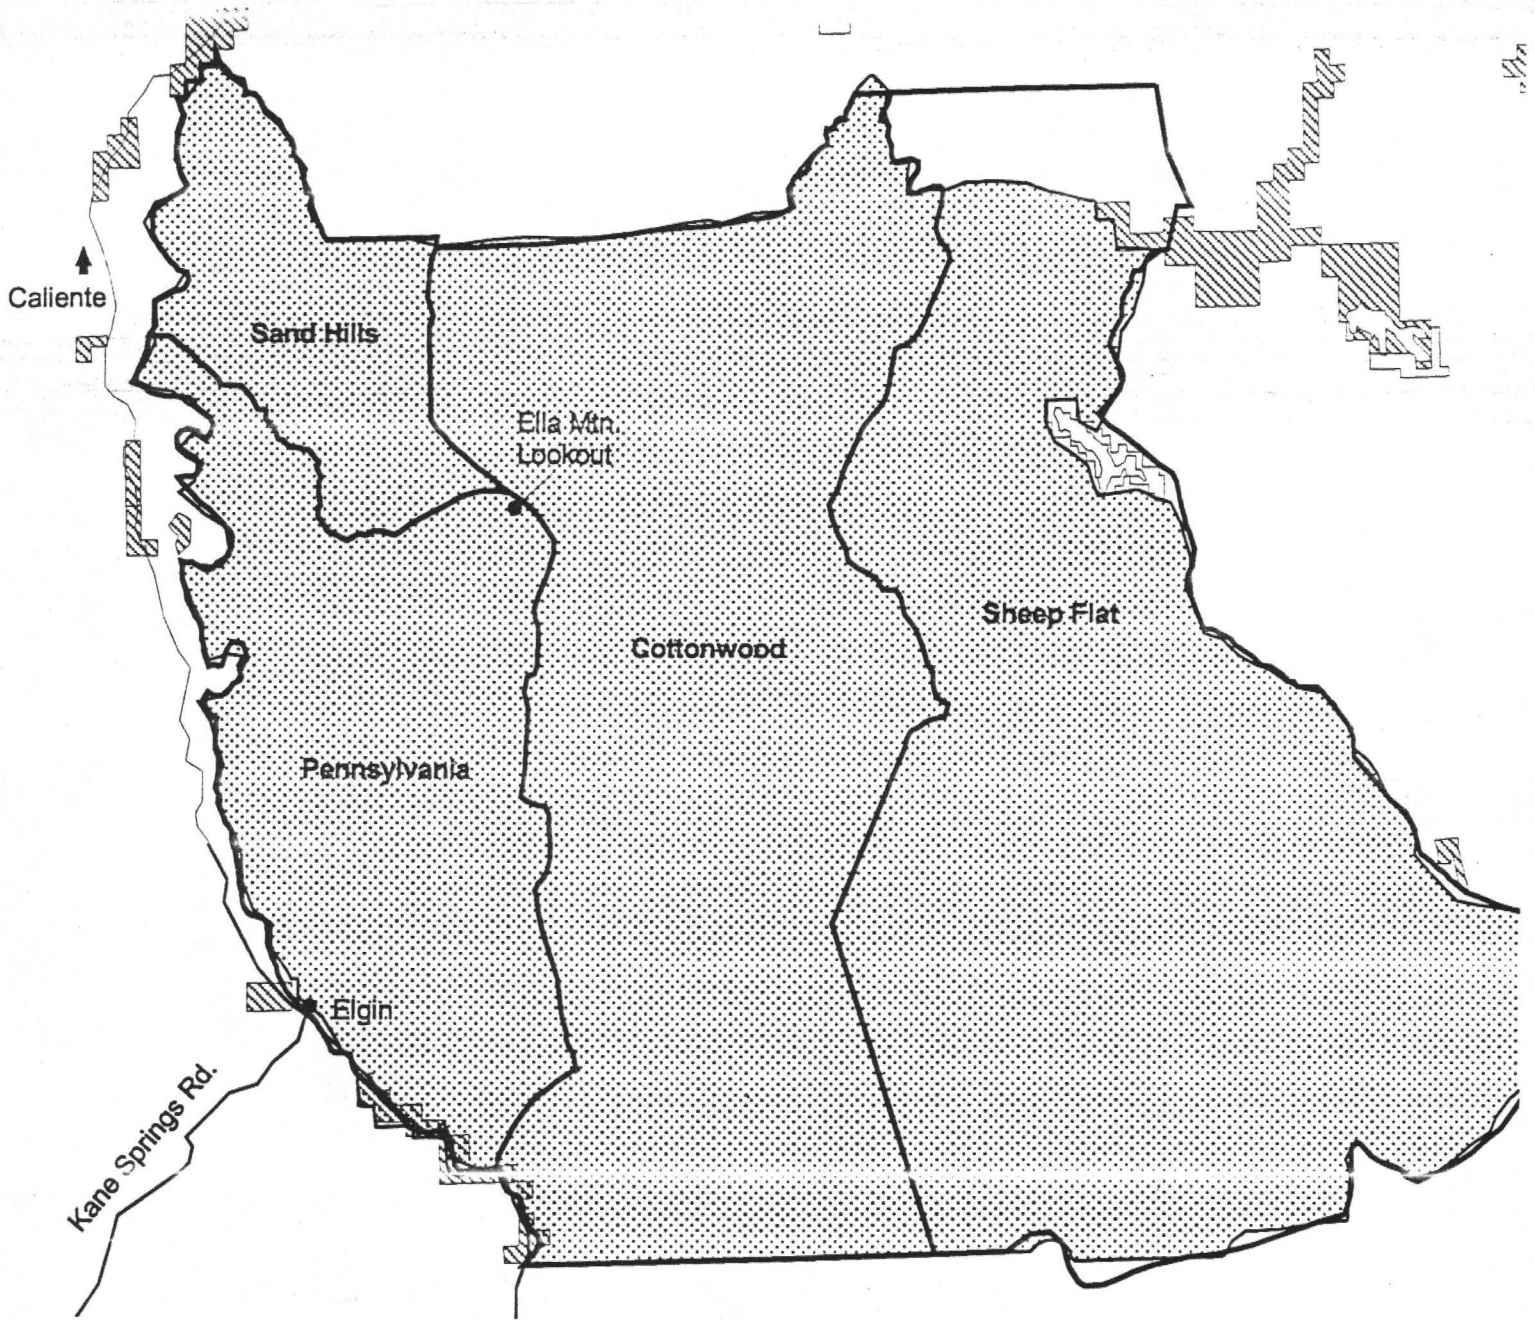 Caliente
Sand Hills
Ella Mtn.
Lookout
Sheep Flat
Cottonwood
Pennsylvania
Elgin
Kane Springs Rd.